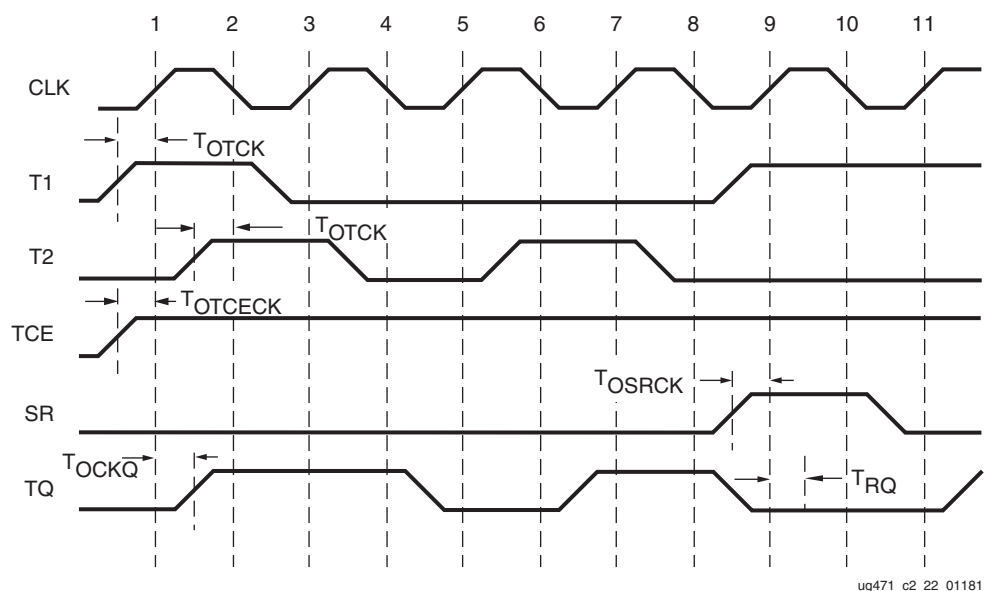 1 2 3 4 5 6 7 8 9 10 11
CLK
TOTCK
T1
TOTCK
T2
TOTCECK
TCE
TOSRCK
SR
TOCKQ
TRQ
TQ
ug471_c2_22_01181